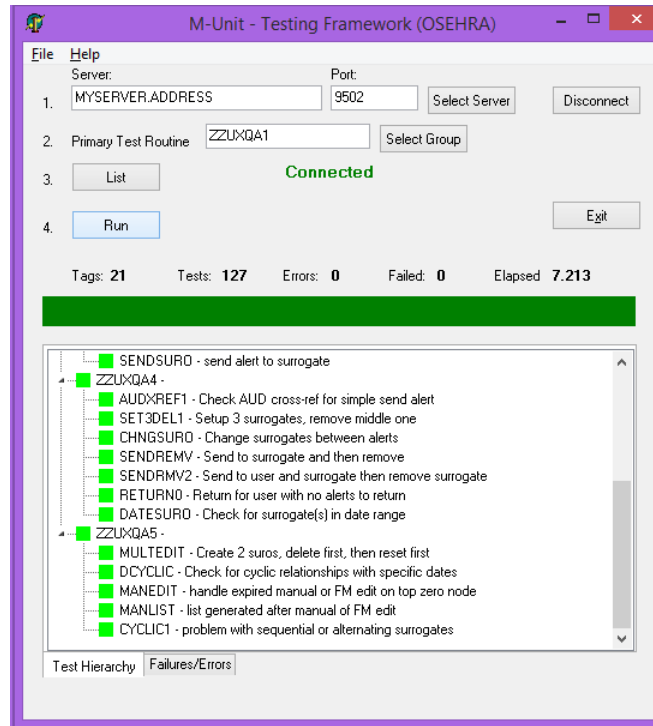 M-Unit - Testing Framework (OSEHRA)
File Help
Server: Port:
1. MYSERVER.ADDRESS 9502 Select Server Disconnect
2. Primary Test Routine ZZUXQA1 Select Group
3. List Connected
Exit
4. Run
Tags: 21 Tests: 127 Errors: 0 Failed: 0 Elapsed 7.213
SENDSURO - send alert to surrogate
ZZUXQA4 -
AUDXREF1 - Check AUD cross-ref for simple send alert
SET3DEL1 - Setup 3 surrogates, remove middle one
CHNGSURO - Change surrogates between alerts
SENDREMV - Send to surrogate and then remove
SENDRMV2 - Send to user and surrogate then remove surrogate
RETURN0 - Return for user with no alerts to return
DATESURO - Check for surrogate(s) in date range
ZZUXQA5 -
MULTEDIT - Create 2 suros, delete first, then reset first
DCYCLIC - Check for cyclic relationships with specific dates
MANEDIT - handle expired manual or FM edit on top zero node
MANLIST - list generated after manual of FM edit
CYCLIC1 - problem with sequential or alternating surrogates
Test Hierarchy Failures/Errors